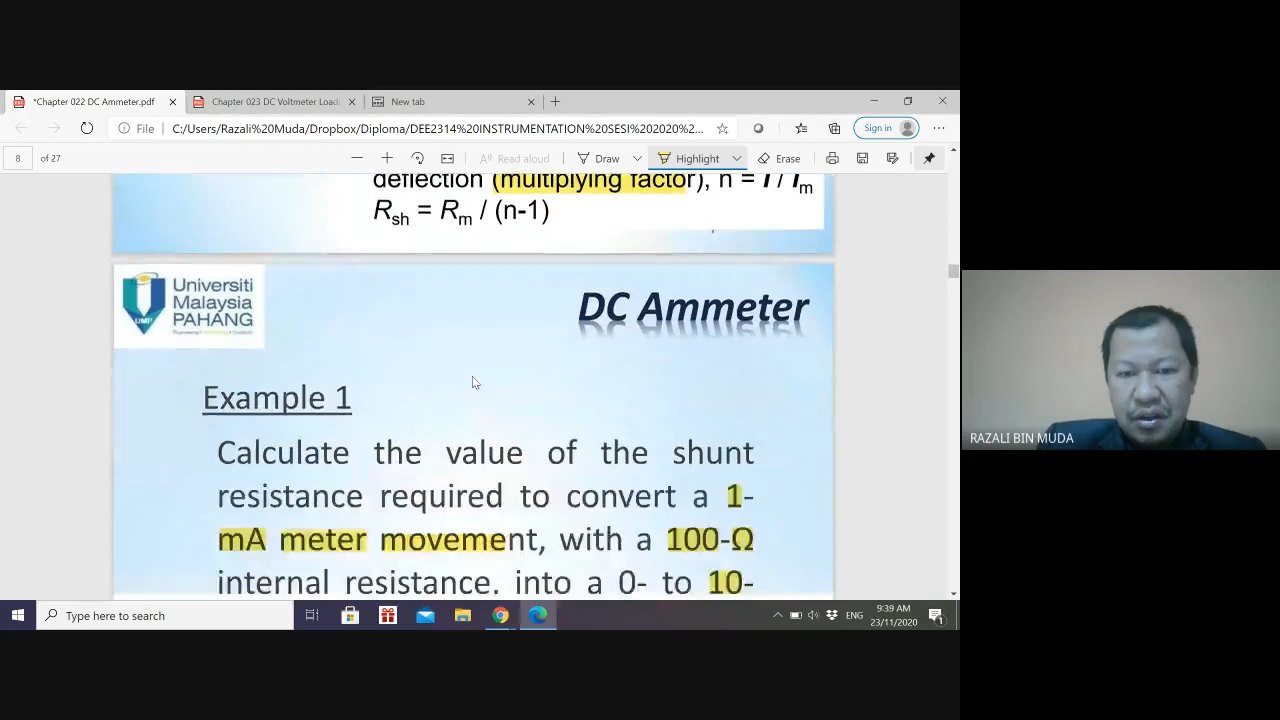 *Chapter 022 DC Ammeter.pdf
Chapter 023 DC Voltmeter Loadi
New tab
File
C:/Users/Razali%20Muda/Dropbox/Diploma/DEE2314%20INSTRUMENTATION%20SESI%202020%2...
Sign in
8 of 27
Read aloud
Draw
Highlight
Erase
deflection (multiplying factor), n = I / Im
Rsh = Rm / (n-1)
Universiti
Malaysia
PAHANG
UMP
DC Ammeter
Example 1
Calculate the value of the shunt
resistance required to convert a 1-
mA meter movement, with a 100-Ω
internal resistance, into a 0- to 10-
RAZALI BIN MUDA
Type here to search
ENG
9:39 AM
23/11/2020
1